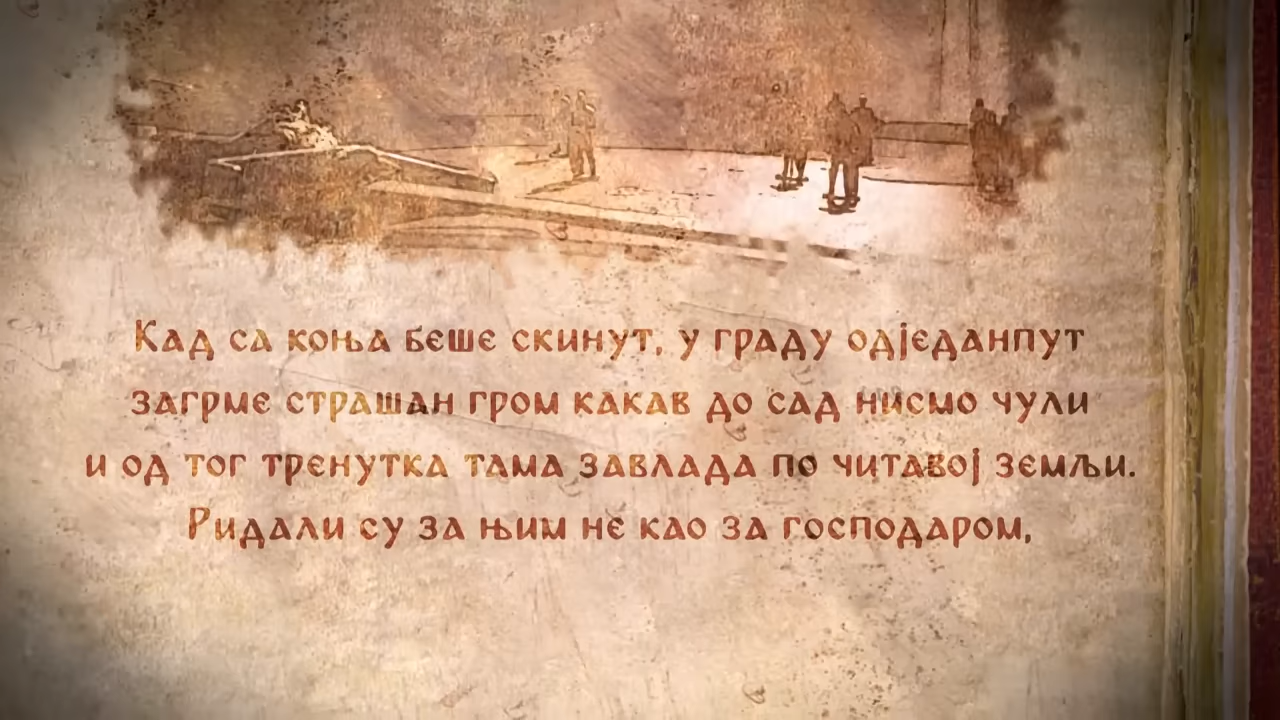 Кад са коња беше скинут, у граду одједанпут
загрме страшан гром какав до сад нисмо чули
и од тог тренутка тама завлада по читавој земљи.
Ридали су за њим не као за господаром,